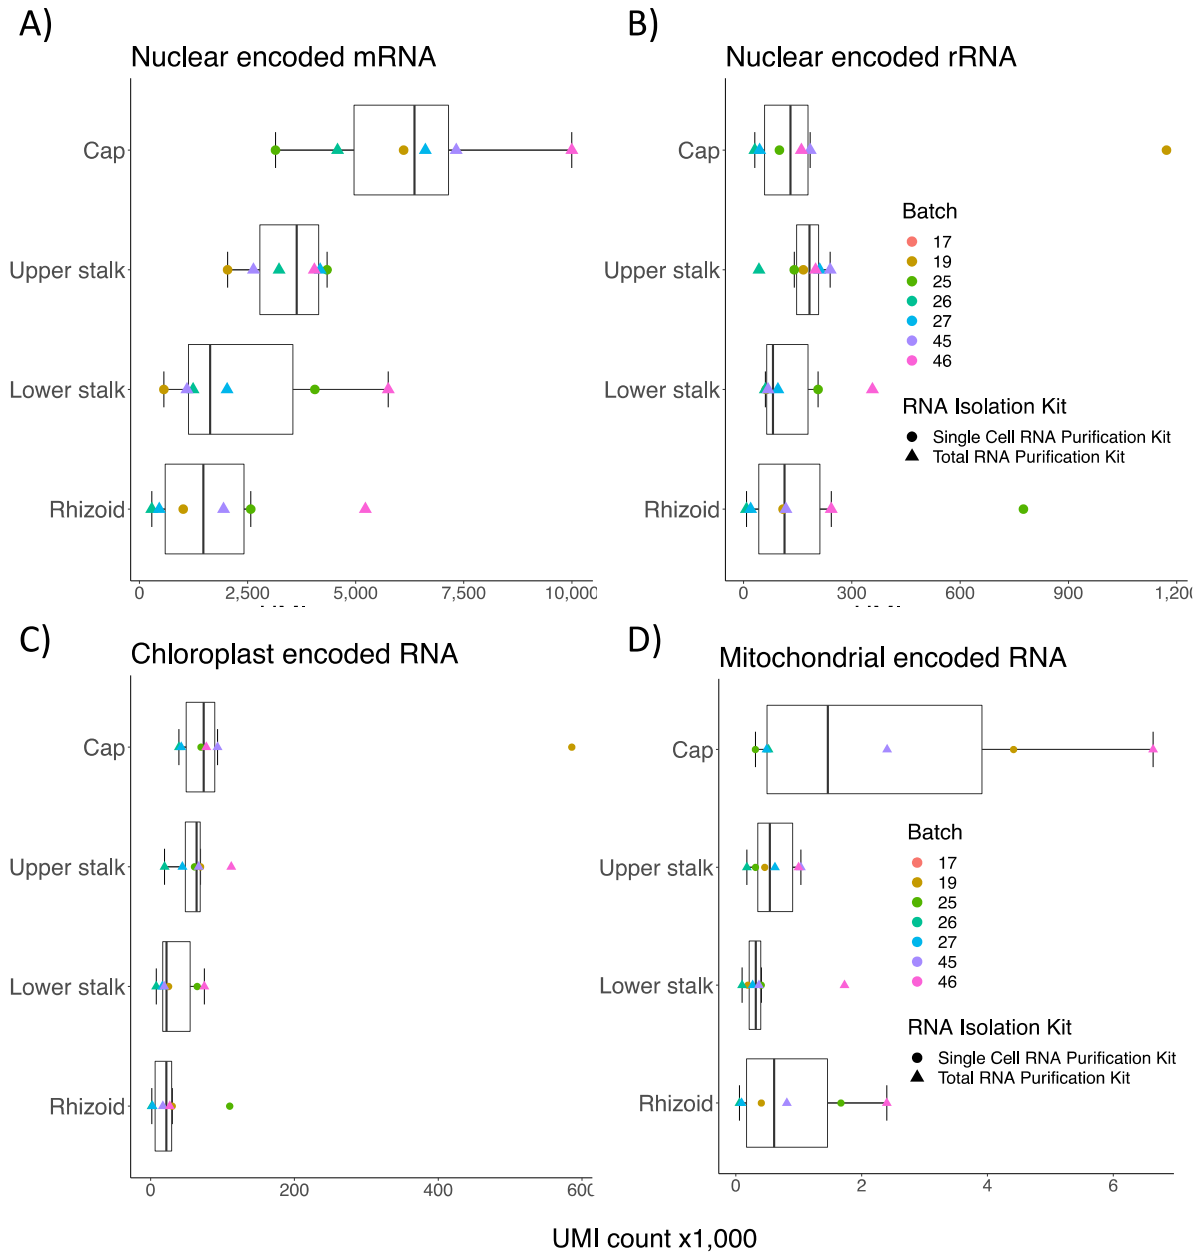 A)
Nuclear encoded mRNA
Cap
Upper stalk
Lower stalk
Rhizoid
0
2,500
5,000
7,500
10,000
B)
Nuclear encoded rRNA
Cap
Upper stalk
Lower stalk
Rhizoid
Batch
17
19
25
26
27
45
46
RNA Isolation Kit
Single Cell RNA Purification Kit
Total RNA Purification Kit
0
300
600
900
C)
Chloroplast encoded RNA
Cap
Upper stalk
Lower stalk
Rhizoid
0
200
400
D)
Mitochondrial encoded RNA
Cap
Upper stalk
Lower stalk
Rhizoid
Batch
17
19
25
26
27
45
46
RNA Isolation Kit
Single Cell RNA Purification Kit
Total RNA Purification Kit
0
2
4
6
UMI count x1,000